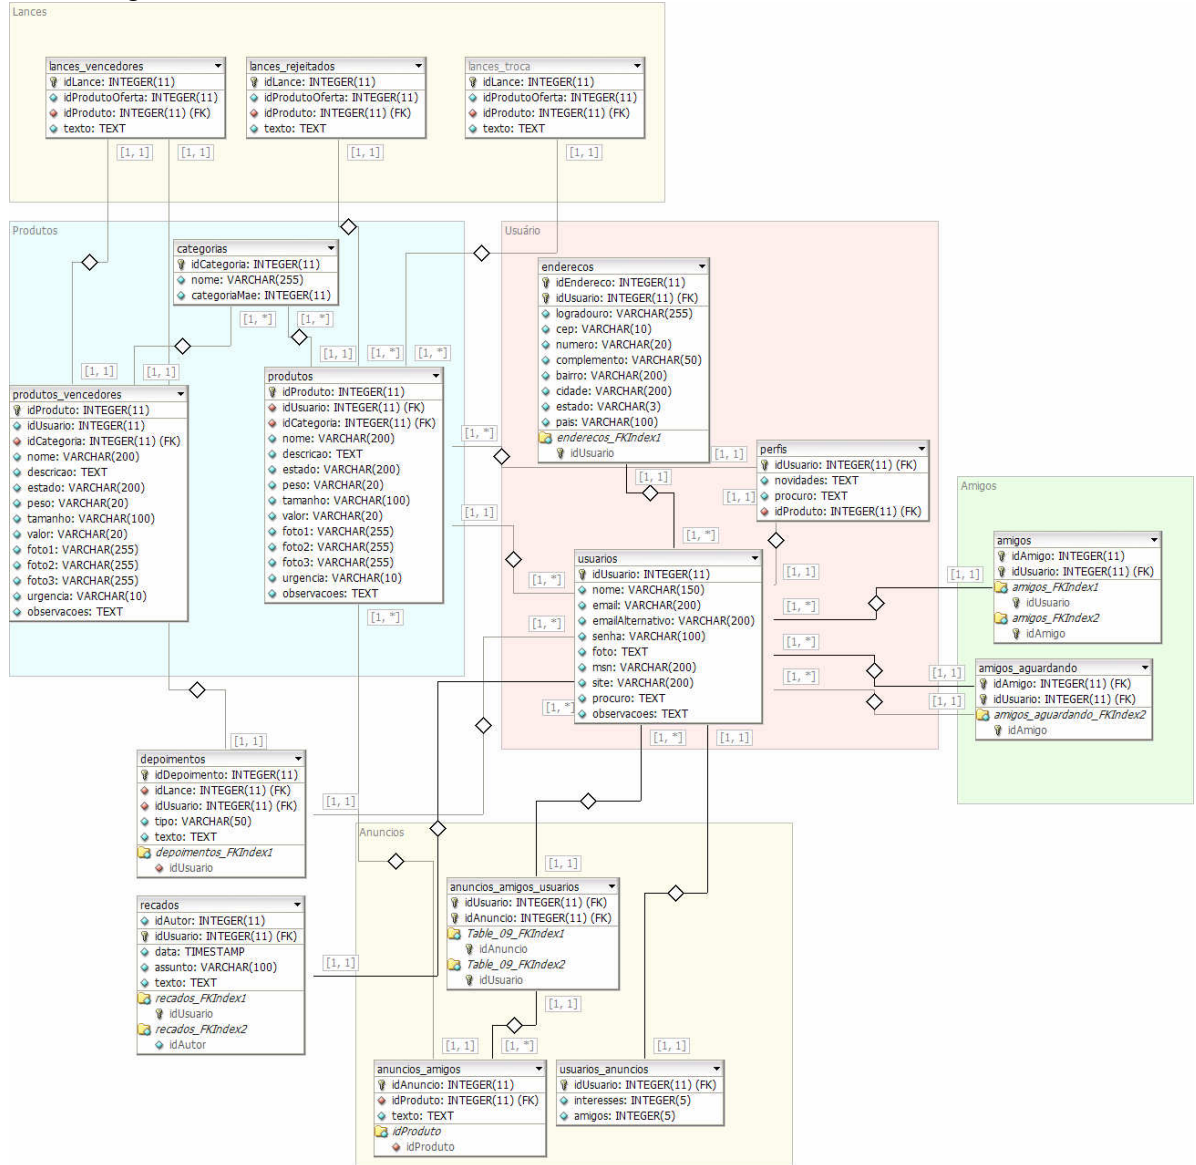 Lances
lances_vencedores
idLance: INTEGER(11)
idProdutoOferta: INTEGER(11)
idProduto: INTEGER(11) (FK)
texto: TEXT
[1, 1]
[1, 1]
lances_rejeitados
idLance: INTEGER(11)
idProdutoOferta: INTEGER(11)
idProduto: INTEGER(11) (FK)
texto: TEXT
[1, 1]
lances_troca
idLance: INTEGER(11)
idProdutoOferta: INTEGER(11)
idProduto: INTEGER(11) (FK)
texto: TEXT
[1, 1]
Produtos
categorias
idCategoria: INTEGER(11)
nome: VARCHAR(255)
categoriaMae: INTEGER(11)
[1, *]
[1, *]
[1, 1]
[1, *]
[1, *]
[1, 1]
[1, 1]
produtos_vencedores
idProduto: INTEGER(11)
idUsuario: INTEGER(11)
idCategoria: INTEGER(11) (FK)
nome: VARCHAR(200)
descricao: TEXT
estado: VARCHAR(200)
peso: VARCHAR(20)
tamanho: VARCHAR(100)
valor: VARCHAR(20)
foto1: VARCHAR(255)
foto2: VARCHAR(255)
foto3: VARCHAR(255)
urgencia: VARCHAR(10)
observacoes: TEXT
produtos
idProduto: INTEGER(11)
idUsuario: INTEGER(11) (FK)
idCategoria: INTEGER(11) (FK)
nome: VARCHAR(200)
descricao: TEXT
estado: VARCHAR(200)
peso: VARCHAR(20)
tamanho: VARCHAR(100)
valor: VARCHAR(20)
foto1: VARCHAR(255)
foto2: VARCHAR(255)
foto3: VARCHAR(255)
urgencia: VARCHAR(10)
observacoes: TEXT
[1, *]
[1, *]
[1, 1]
Usuário
enderecos
idEndereco: INTEGER(11)
idUsuario: INTEGER(11) (FK)
logradouro: VARCHAR(255)
cep: VARCHAR(10)
numero: VARCHAR(20)
complemento: VARCHAR(50)
bairro: VARCHAR(200)
cidade: VARCHAR(200)
estado: VARCHAR(3)
pais: VARCHAR(100)
enderecos_FKIndex1
idUsuario
[1, 1]
[1, 1]
[1, 1]
perfis
idUsuario: INTEGER(11) (FK)
novidades: TEXT
procuro: TEXT
idProduto: INTEGER(11) (FK)
[1, *]
[1, 1]
usuarios
idUsuario: INTEGER(11)
nome: VARCHAR(150)
email: VARCHAR(200)
emailAlternativo: VARCHAR(200)
senha: VARCHAR(100)
foto: TEXT
msn: VARCHAR(200)
site: VARCHAR(200)
procuro: TEXT
observacoes: TEXT
[1, *]
[1, *]
[1, *]
[1, *]
[1, *]
[1, *]
[1, 1]
Amigos
amigos
idAmigo: INTEGER(11)
idUsuario: INTEGER(11) (FK)
amigos_FKIndex1
idUsuario
amigos_FKIndex2
idAmigo
[1, 1]
amigos_aguardando
idAmigo: INTEGER(11) (FK)
idUsuario: INTEGER(11) (FK)
amigos_aguardando_FKIndex2
idAmigo
[1, 1]
[1, 1]
[1, 1]
depoimentos
idDepoimento: INTEGER(11)
idLance: INTEGER(11) (FK)
idUsuario: INTEGER(11) (FK)
tipo: VARCHAR(50)
texto: TEXT
depoimentos_FKIndex1
idUsuario
[1, 1]
recados
idAutor: INTEGER(11)
idUsuario: INTEGER(11) (FK)
data: TIMESTAMP
assunto: VARCHAR(100)
texto: TEXT
recados_FKIndex1
idUsuario
recados_FKIndex2
idAutor
[1, 1]
Anuncios
[1, 1]
anuncios_amigos_usuarios
idUsuario: INTEGER(11) (FK)
idAnuncio: INTEGER(11) (FK)
Table_09_FKIndex1
idAnuncio
Table_09_FKIndex2
idUsuario
[1, 1]
[1, 1]
[1, *]
[1, 1]
anuncios_amigos
idAnuncio: INTEGER(11)
idProduto: INTEGER(11) (FK)
texto: TEXT
idProduto
idProduto
usuarios_anuncios
idUsuario: INTEGER(11) (FK)
interesses: INTEGER(5)
amigos: INTEGER(5)